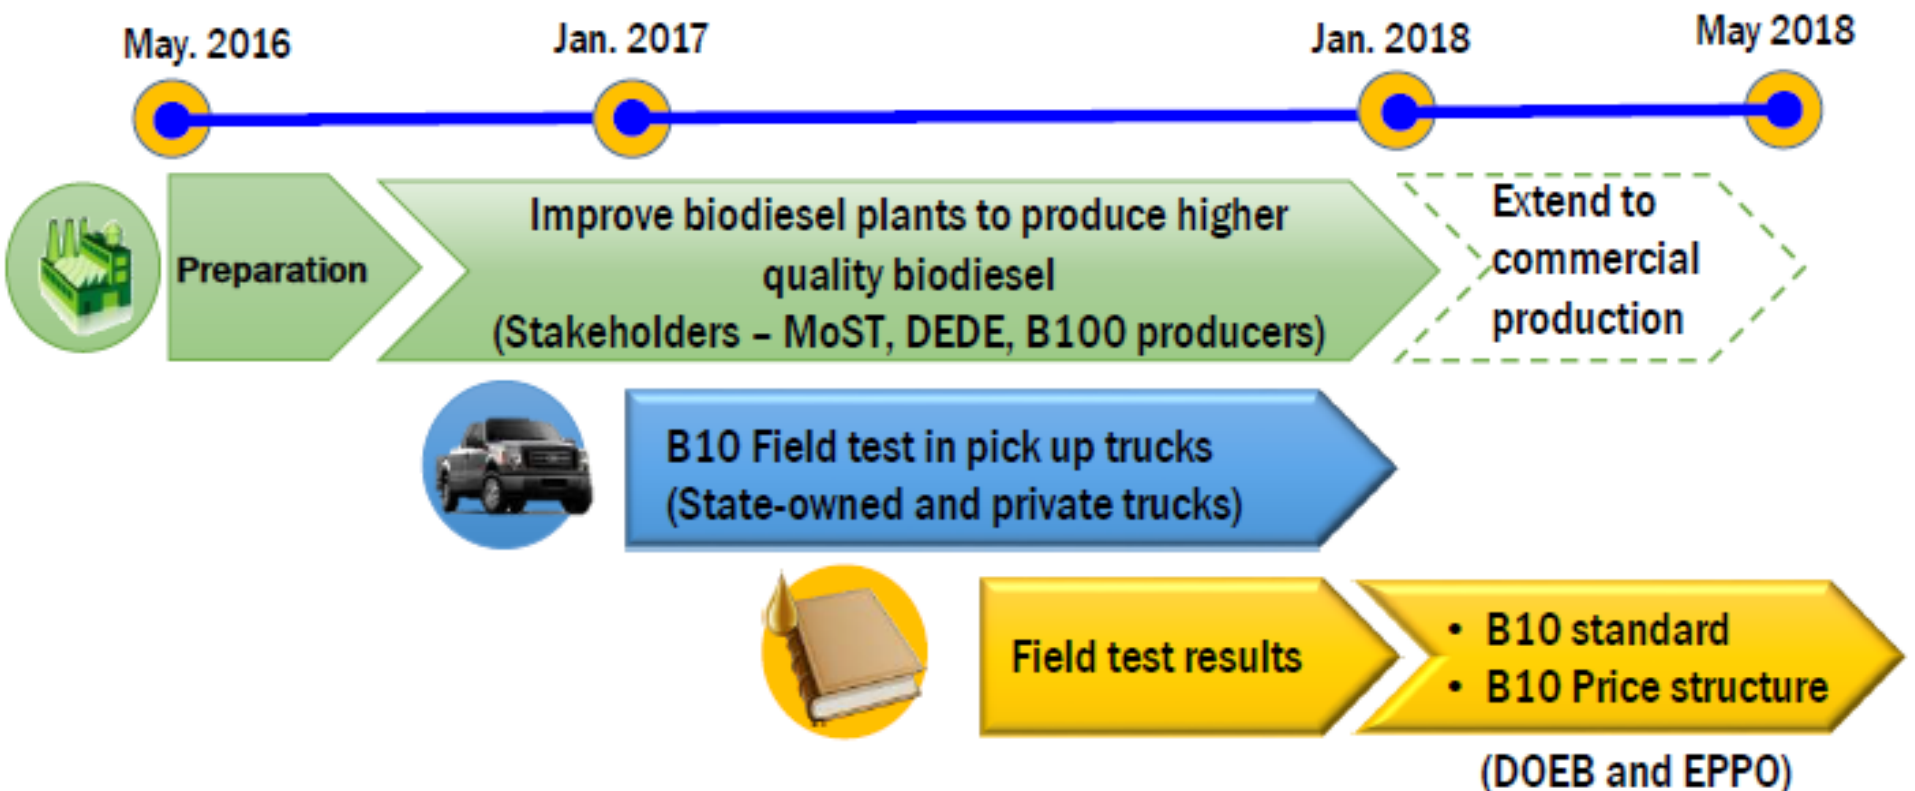 May. 2016
Jan. 2017
Jan. 2018
May 2018
Preparation
Improve biodiesel plants to produce higher
quality biodiesel
(Stakeholders – MoST, DEDE, B100 producers)
Extend to
commercial
production
B10 Field test in pick up trucks
(State-owned and private trucks)
Field test results
• B10 standard
• B10 Price structure
(DOEB and EPPO)